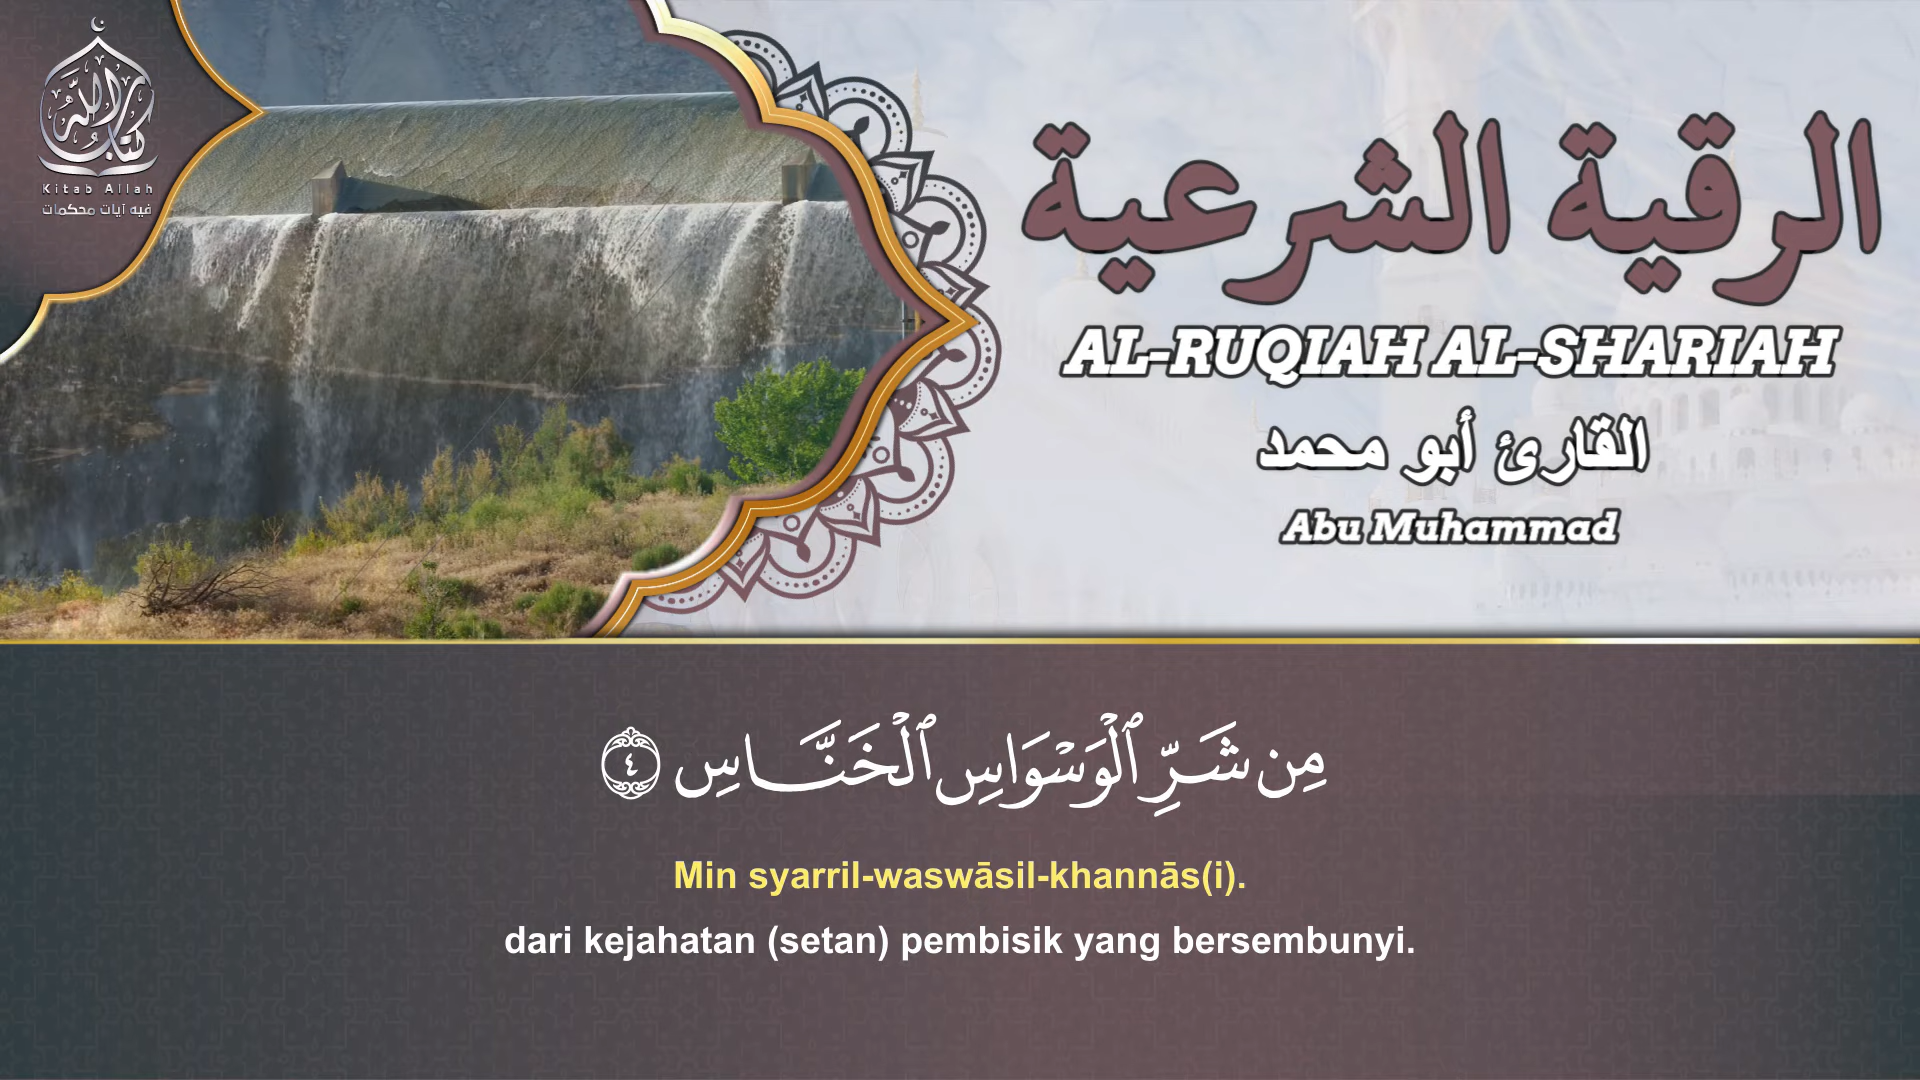 كتاب الله
Kitab Allah
فيه آيات محكمات
الرقية الشرعية
AL-RUQIAH AL-SHARIAH
القارئ أبو محمد
Abu Muhammad
مِن شَرِّ ٱلْوَسْوَاسِ ٱلْخَنَّاسِ ٤
Min syarril-waswāsil-khannās(i).
dari kejahatan (setan) pembisik yang bersembunyi.